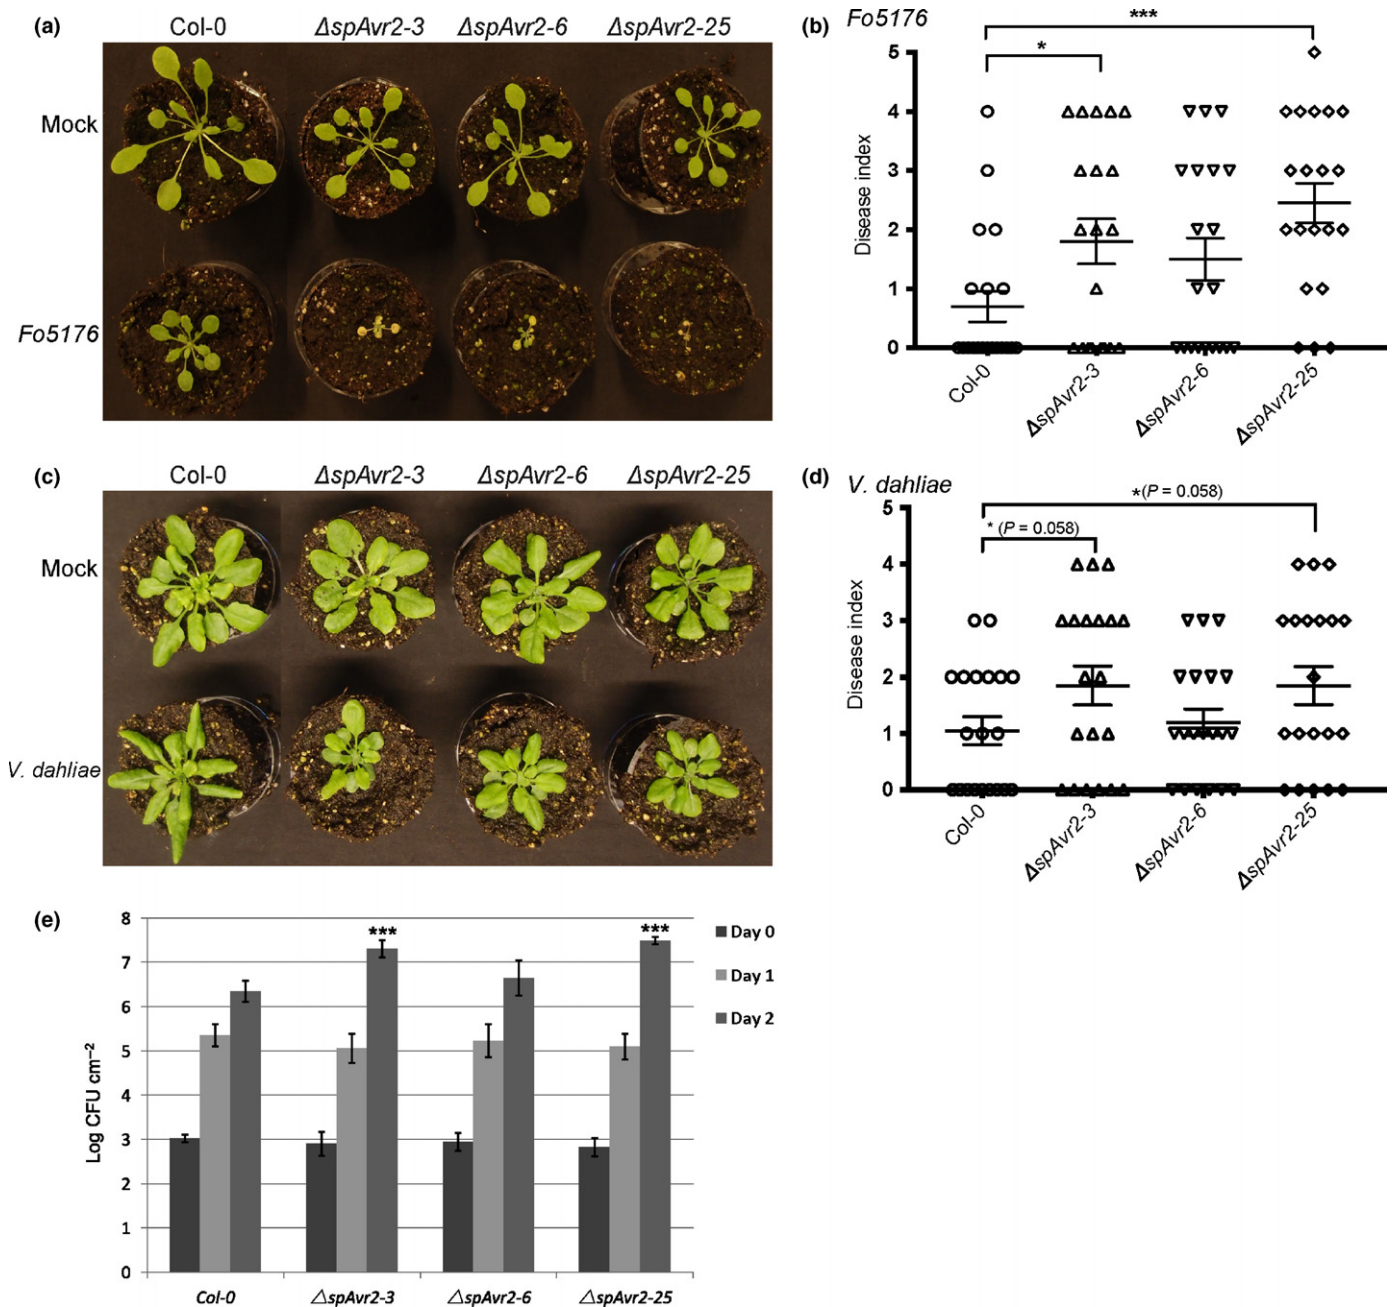 (a)
Col-0 ΔspAvr2-3 ΔspAvr2-6 ΔspAvr2-25
Mock
Fo5176
(b) Fo5176
***
*
Disease index
5
4
3
2
1
0
Col-0
ΔspAvr2-3
ΔspAvr2-6
ΔspAvr2-25
(c)
Col-0 ΔspAvr2-3 ΔspAvr2-6 ΔspAvr2-25
Mock
V. dahliae
(d) V. dahliae
*(P = 0.058)
* (P = 0.058)
Disease index
5
4
3
2
1
0
Col-0
ΔspAvr2-3
ΔspAvr2-6
ΔspAvr2-25
(e)
Log CFU cm⁻²
8
7
6
5
4
3
2
1
0
***
***
Day 0
Day 1
Day 2
Col-0 △spAvr2-3 △spAvr2-6 △spAvr2-25